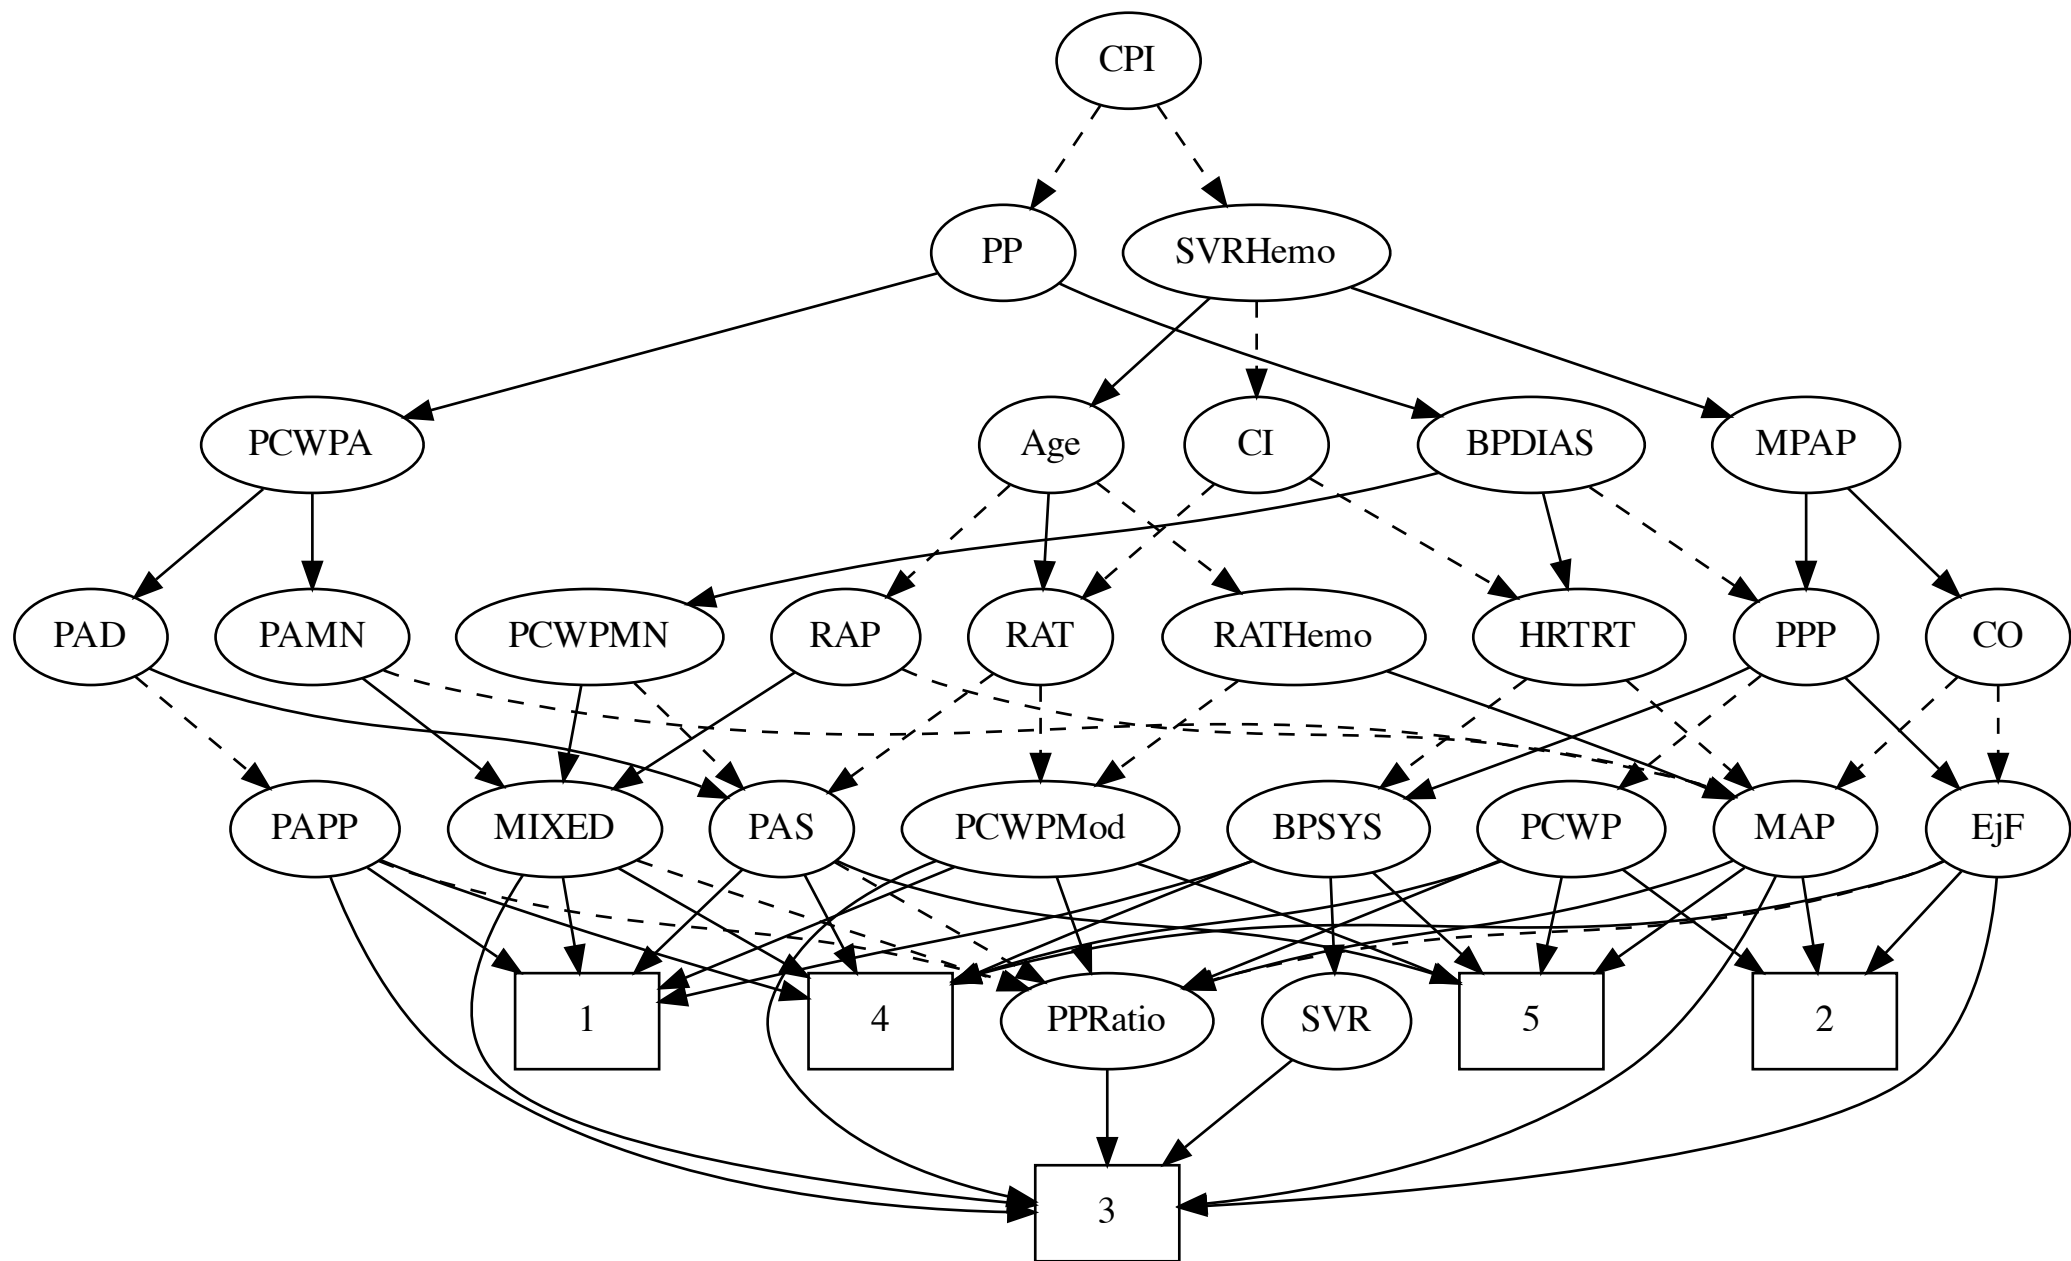 CPI
PP
SVRHemo
PCWPA
Age
CI
BPDIAS
MPAP
PAD
PAMN
PCWPMN
RAP
RAT
RATHemo
HRTRT
PPP
CO
PAPP
MIXED
PAS
PCWPMod
BPSYS
PCWP
MAP
EjF
1
4
PPRatio
SVR
5
2
3